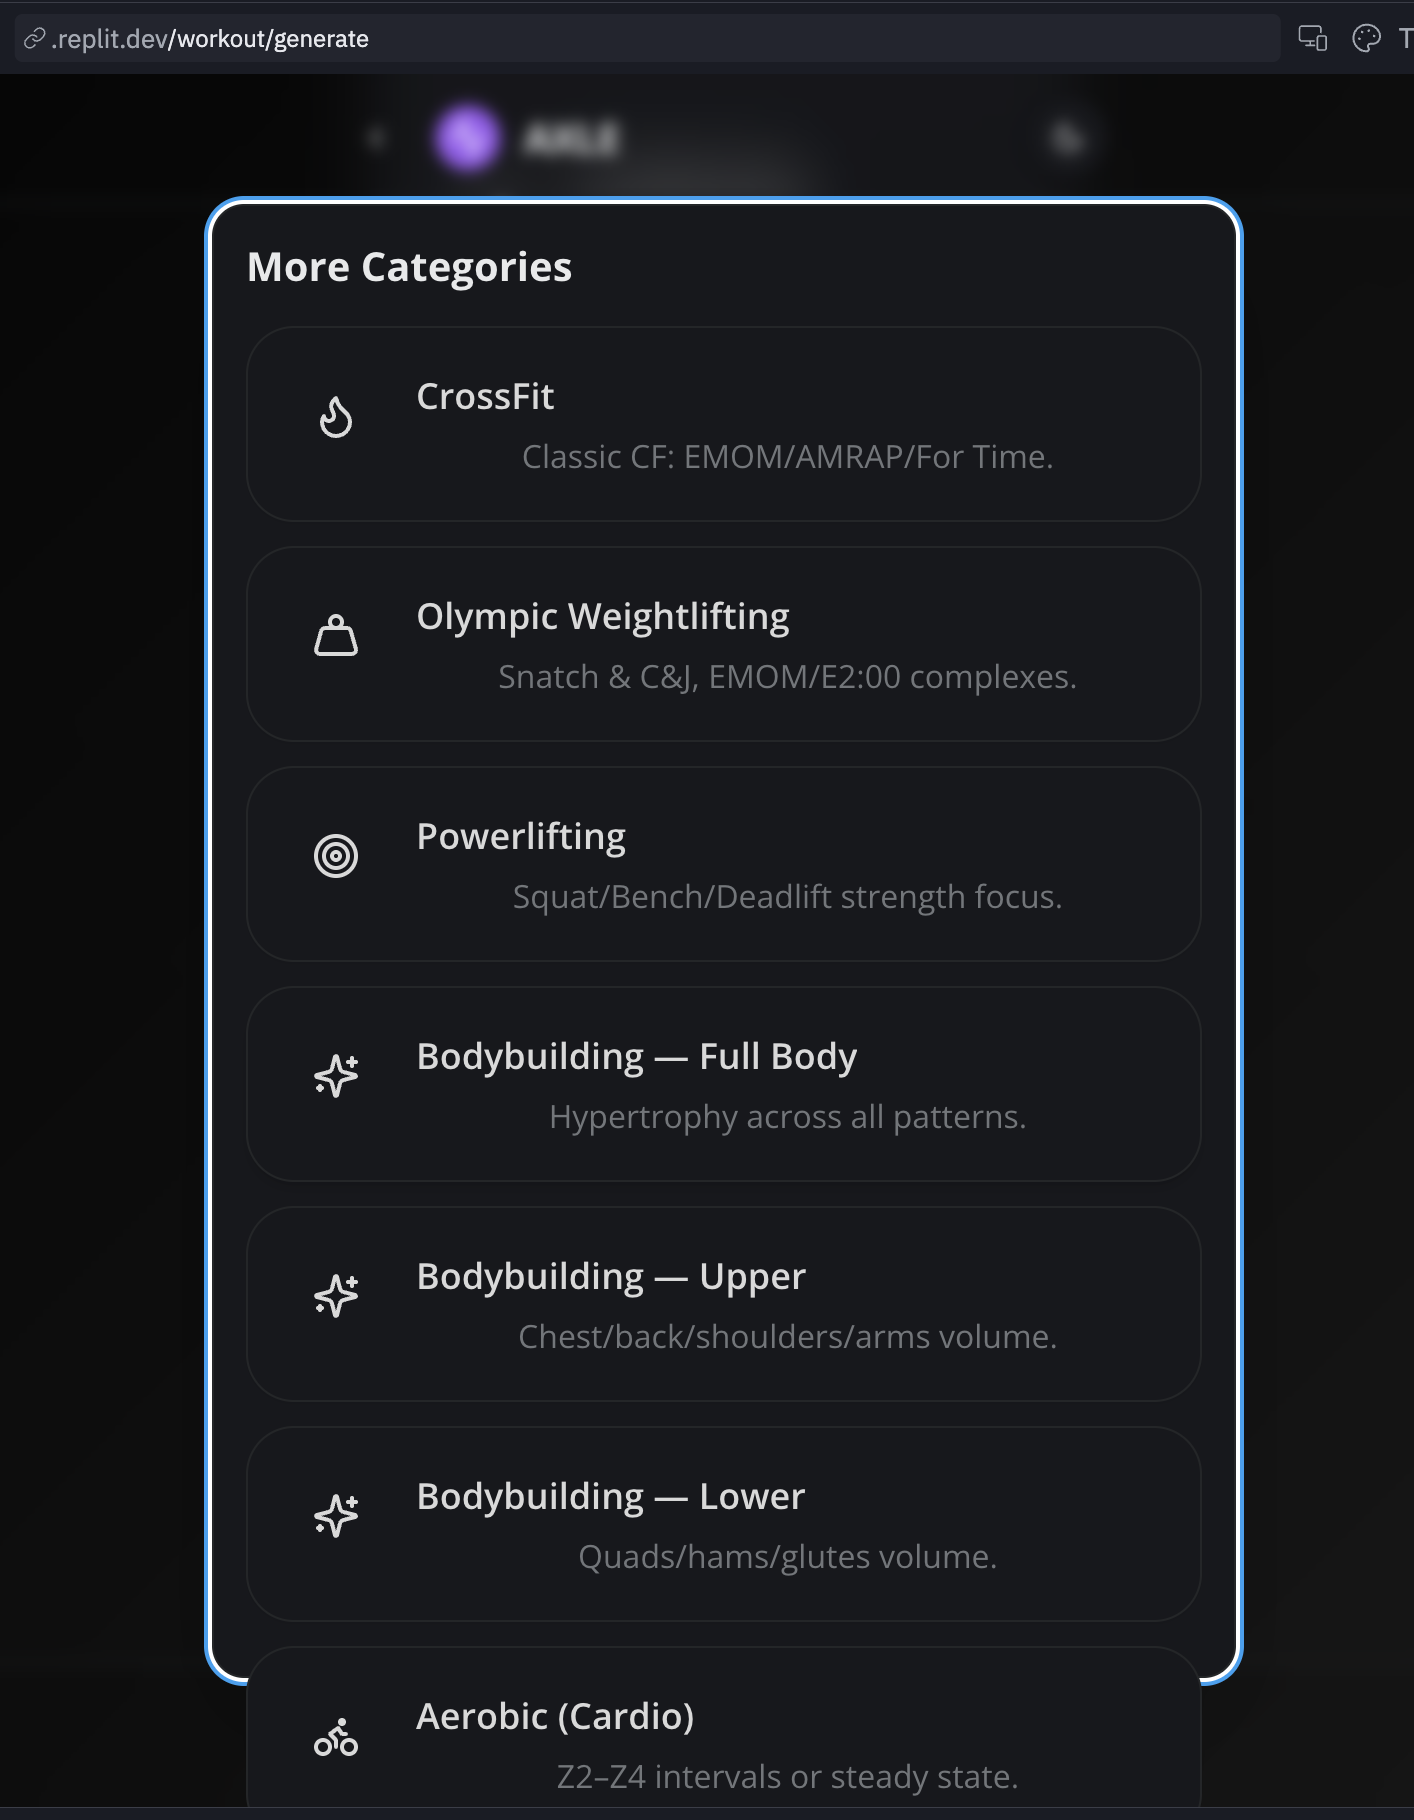 .replit.dev/workout/generate
T
AXLE
More Categories
CrossFit
Classic CF: EMOM/AMRAP/For Time.
Olympic Weightlifting
Snatch & C&J, EMOM/E2:00 complexes.
Powerlifting
Squat/Bench/Deadlift strength focus.
Bodybuilding — Full Body
Hypertrophy across all patterns.
Bodybuilding — Upper
Chest/back/shoulders/arms volume.
Bodybuilding — Lower
Quads/hams/glutes volume.
Aerobic (Cardio)
Z2–Z4 intervals or steady state.